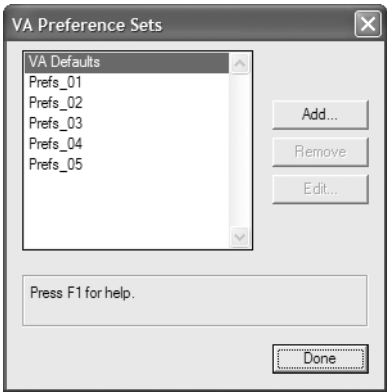 VA Preference Sets
VA Defaults
Prefs_01
Prefs_02
Prefs_03
Prefs_04
Prefs_05
Add...
Remove
Edit...
Press F1 for help.
Done